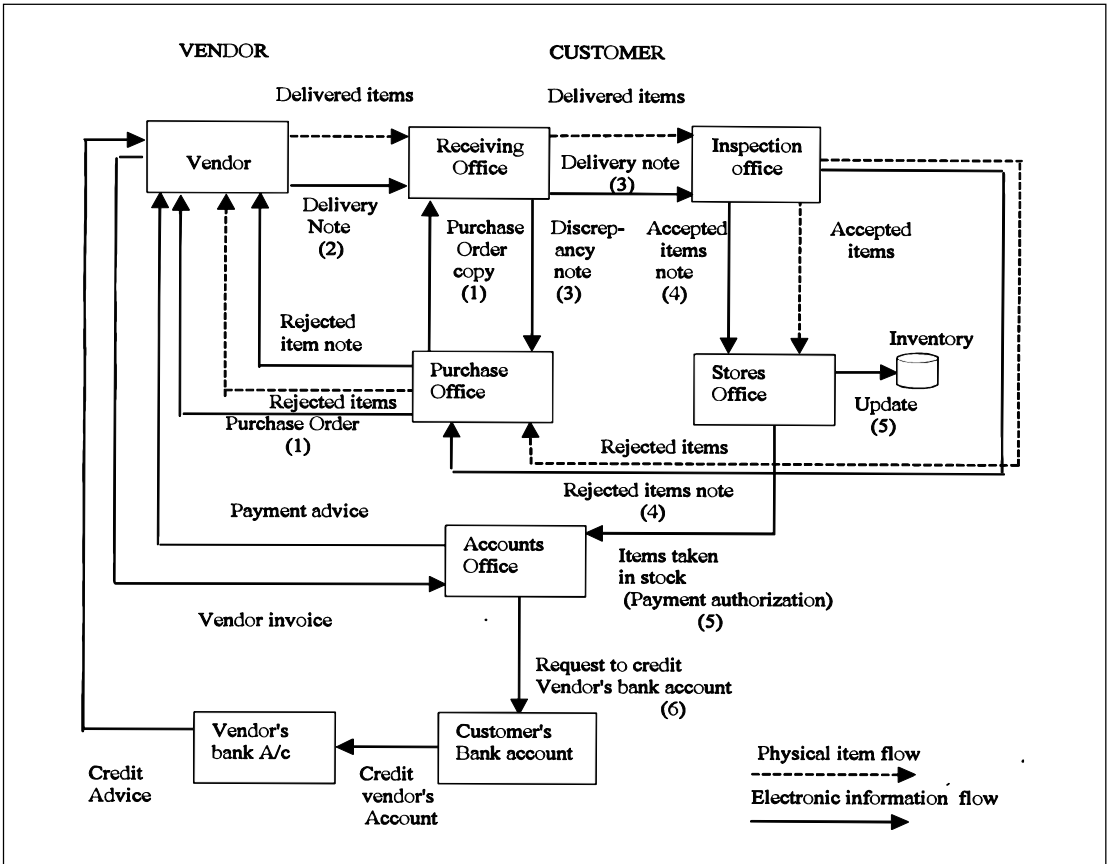 VENDOR
CUSTOMER
Delivered items
Delivered items
Vendor
Receiving
Office
Inspection
office
Delivery note
(3)
Delivery
Note
(2)
Purchase
Order
copy
(1)
Discrep-
ancy
note
(3)
Accepted
items
note
(4)
Accepted
items
Rejected
item note
Inventory
Purchase
Office
Stores
Office
Rejected items
Update
(5)
Purchase Order
(1)
Rejected items
Rejected items note
(4)
Payment advice
Accounts
Office
Items taken
in stock
(Payment authorization)
(5)
Vendor invoice
Request to credit
Vendor's bank account
(6)
Vendor's
bank A/c
Customer's
Bank account
Credit
Advice
Credit
vendor's
Account
Physical item flow
Electronic information flow